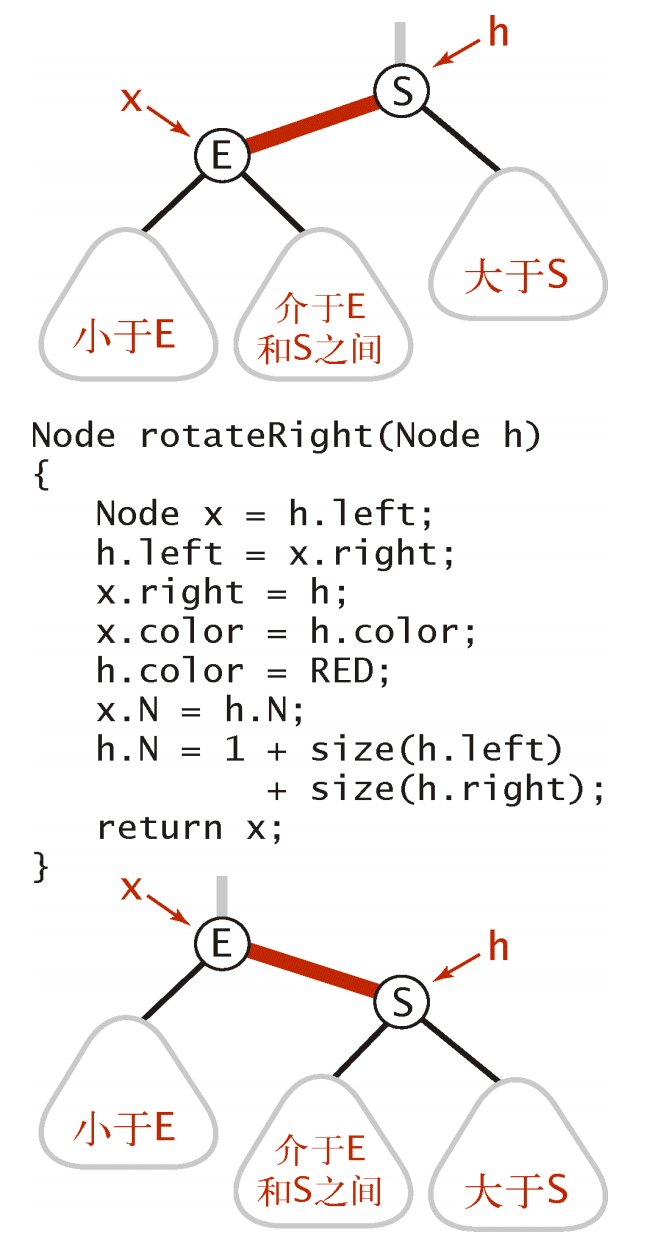 h
S
x
E
大于S
介于E
小于E
和S之间
Node rotateRight(Node h)
{
   Node x = h.left;
   h.left = x.right;
   x.right = h;
   x.color = h.color;
   h.color = RED;
   x.N = h.N;
   h.N = 1 + size(h.left)
           + size(h.right);
   return x;
}
x
E
h
S
小于E
介于E
和S之间
大于S